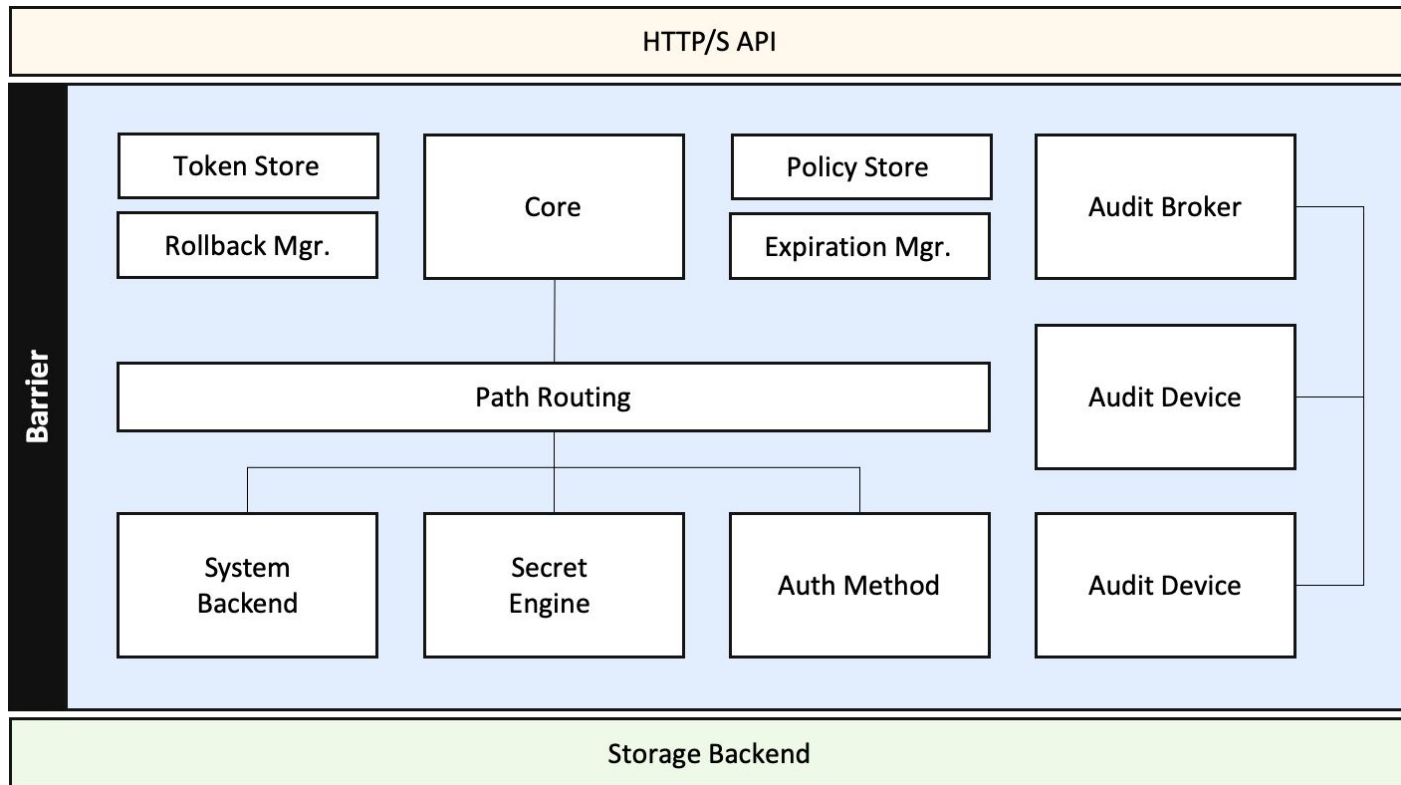 HTTP/S API
Barrier
Token Store
Core
Policy Store
Audit Broker
Rollback Mgr.
Expiration Mgr.
Path Routing
Audit Device
System
Backend
Secret
Engine
Auth Method
Audit Device
Storage Backend